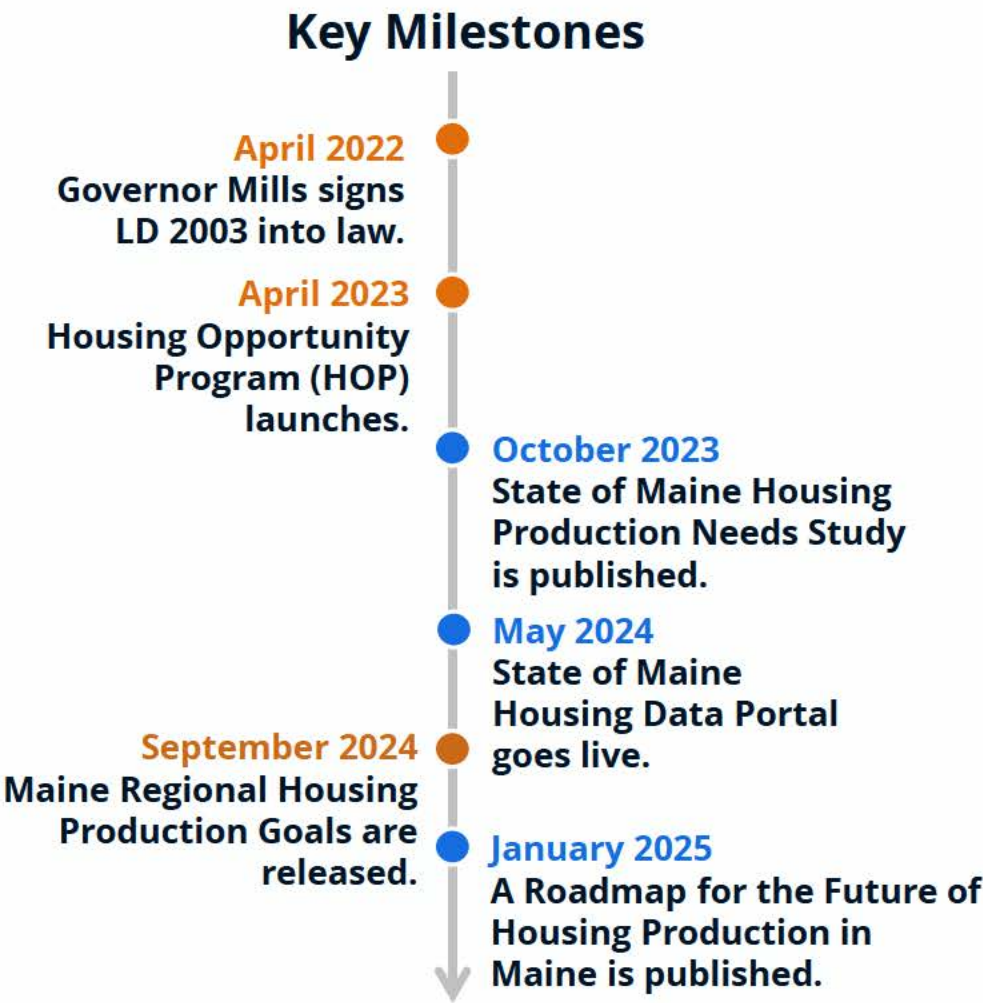 Key Milestones
April 2022
Governor Mills signs
LD 2003 into law.
April 2023
Housing Opportunity
Program (HOP)
launches.
October 2023
State of Maine Housing
Production Needs Study
is published.
May 2024
State of Maine
Housing Data Portal
goes live.
September 2024
Maine Regional Housing
Production Goals are
released.
January 2025
A Roadmap for the Future of
Housing Production in
Maine is published.